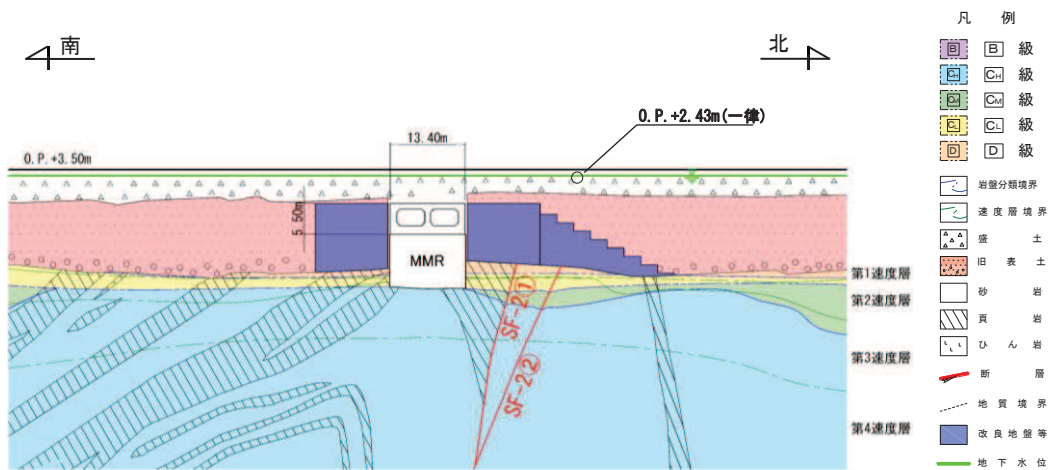 南
北
O.P.+2.43m(一律)
13.40m
O.P.+3.50m
5.50m
MMR
SF-2①
SF-2②
第1速度層
第2速度層
第3速度層
第4速度層
凡 例
B B 級
CH CH 級
CM CM 級
CL CL 級
D D 級
岩盤分類境界
速度層境界
盛 土
旧 表 土
砂 岩
頁 岩
ひ ん 岩
断 層
地 質 境 界
改 良 地 盤 等
地 下 水 位